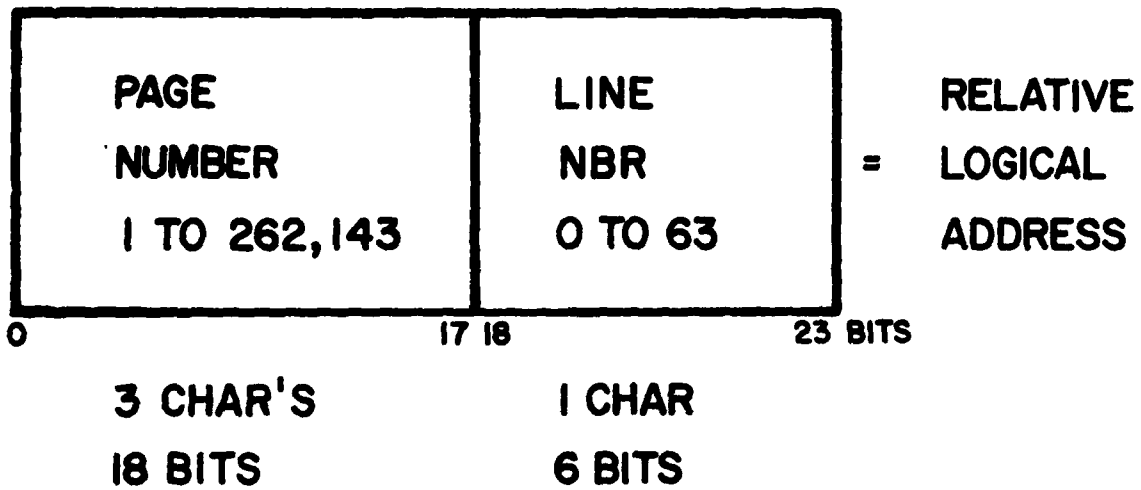 PAGE LINE RELATIVE
NUMBER NBR = LOGICAL
1 TO 262,143 0 TO 63 ADDRESS
0 17 18 23 BITS
3 CHAR'S 1 CHAR
18 BITS 6 BITS